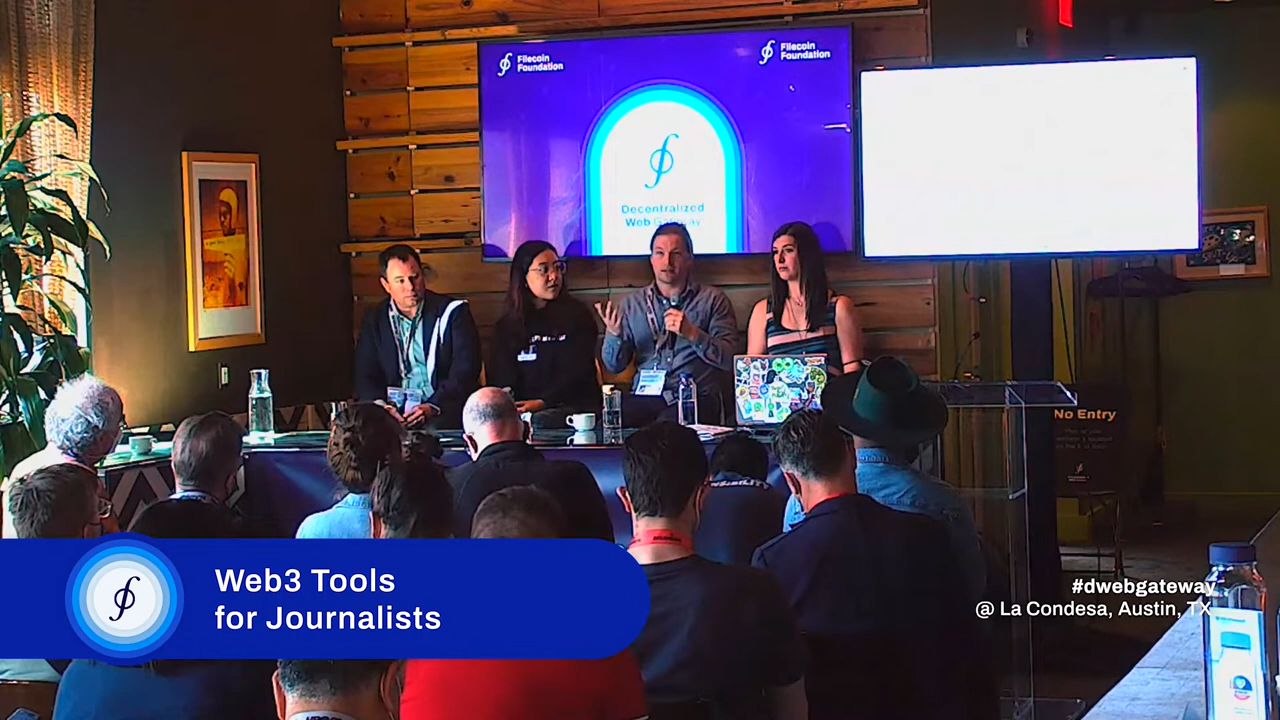 Filecoin
Foundation
Filecoin
Foundation
Decentralized
Web Gateway
No Entry
Web3 Tools
for Journalists
#dwebgateway
@ La Condesa, Austin, TX